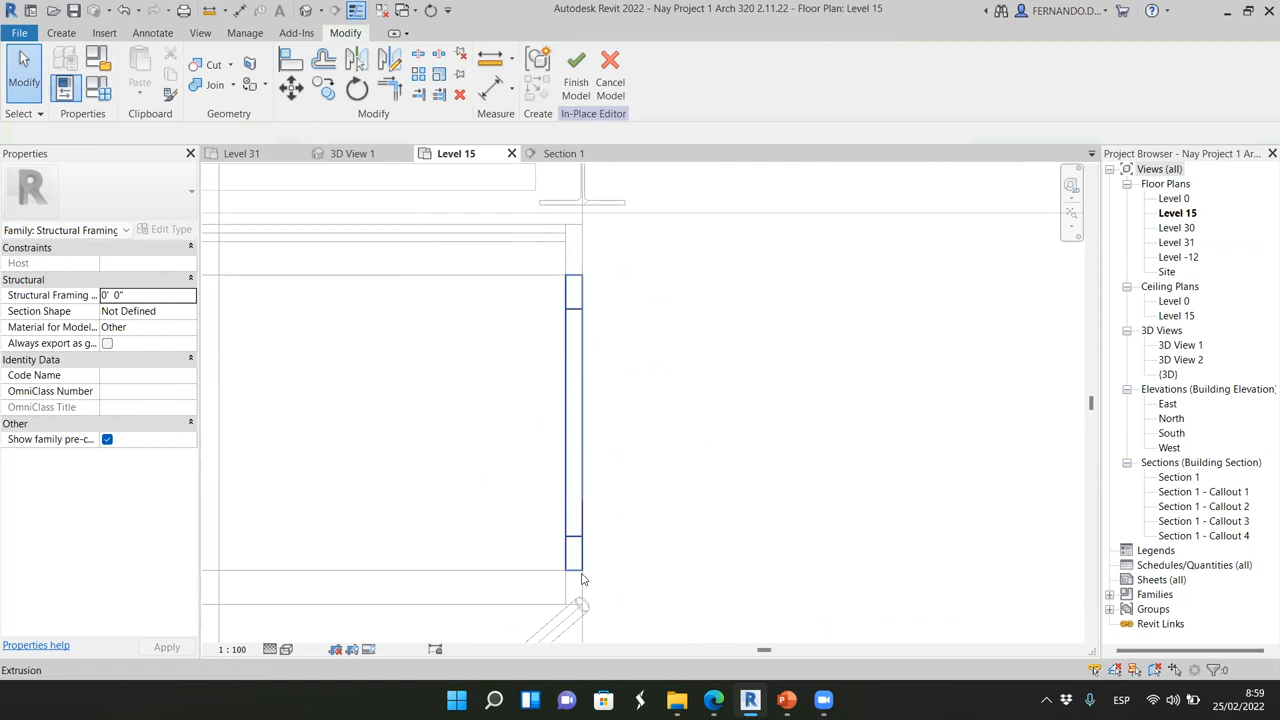 Autodesk Revit 2022 - Nay Project 1 Arch 320 2.11.22 - Floor Plan: Level 15
FERNANDO.D...
File Create Insert Annotate View Manage Add-Ins Modify
Modify
Paste
Cut
Join
Finish Model
Cancel Model
Select Properties Clipboard Geometry Modify Measure Create In-Place Editor
Properties
Level 31
3D View 1
Level 15
Section 1
Project Browser - Nay Project 1 Ar...
R
Family: Structural Framing
Edit Type
Constraints
Host
Structural
Structural Framing ... 0' 0"
Section Shape Not Defined
Material for Model... Other
Always export as g...
Identity Data
Code Name
OmniClass Number
OmniClass Title
Other
Show family pre-c...
Properties help
Apply
Views (all)
Floor Plans
Level 0
Level 15
Level 30
Level 31
Level -12
Site
Ceiling Plans
Level 0
Level 15
3D Views
3D View 1
3D View 2
{3D}
Elevations (Building Elevation)
East
North
South
West
Sections (Building Section)
Section 1
Section 1 - Callout 1
Section 1 - Callout 2
Section 1 - Callout 3
Section 1 - Callout 4
Legends
Schedules/Quantities (all)
Sheets (all)
Families
Groups
Revit Links
1 : 100
Extrusion
:0
ESP
8:59
25/02/2022